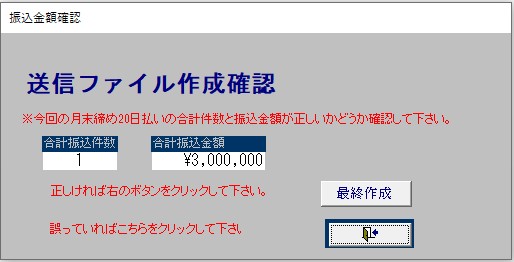 振込金額確認
送信ファイル作成確認
※今回の月末締め20日払いの合計件数と振込金額が正しいかどうか確認して下さい。
合計振込件数 合計振込金額
1 ¥3,000,000
正しければ右のボタンをクリックして下さい。
最終作成
誤っていればこちらをクリックして下さい